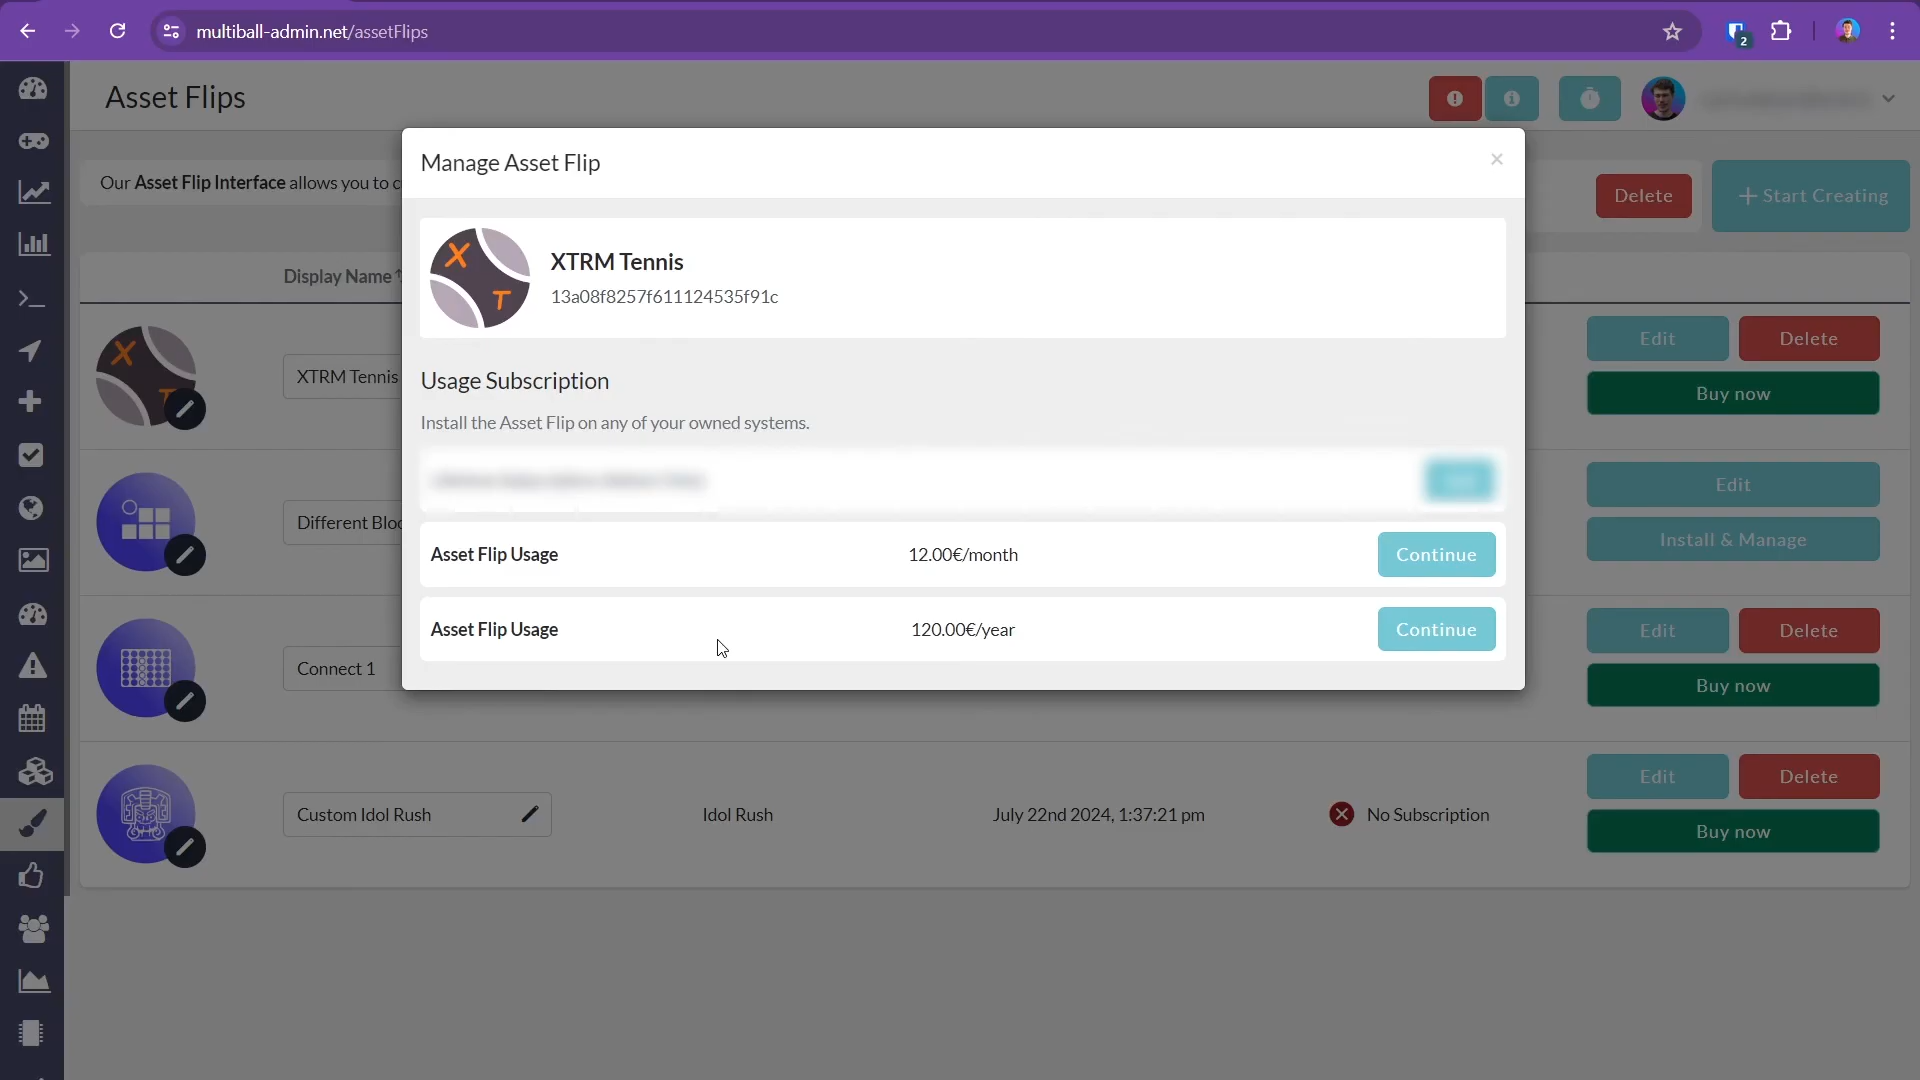 multiball-admin.net/assetFlips
2
Asset Flips
Manage Asset Flip
×
Our Asset Flip Interface allows you to c
Delete
+ Start Creating
X
T
XTRM Tennis
13a08f8257f611124535f91c
Display Name
X
T
XTRM Tennis
Edit
Delete
Buy now
Usage Subscription
Install the Asset Flip on any of your owned systems.
Different Bloc
Edit
Install & Manage
Asset Flip Usage
12.00€/month
Continue
Asset Flip Usage
120.00€/year
Continue
Connect 1
Edit
Delete
Buy now
Custom Idol Rush
Idol Rush
July 22nd 2024, 1:37:21 pm
No Subscription
Edit
Delete
Buy now